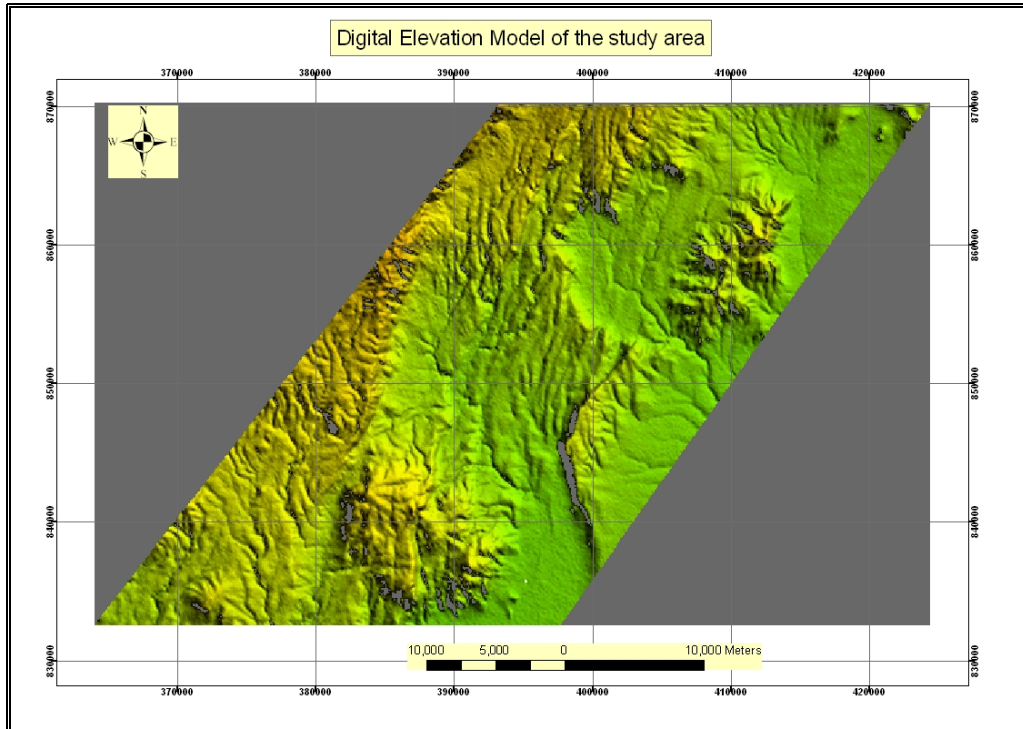 Digital Elevation Model of the study area
370000 380000 390000 400000 410000 420000
870000 870000
N
W E
S
860000 860000
850000 850000
840000 840000
830000 830000
10,000 5,000 0 10,000 Meters
370000 380000 390000 400000 410000 420000